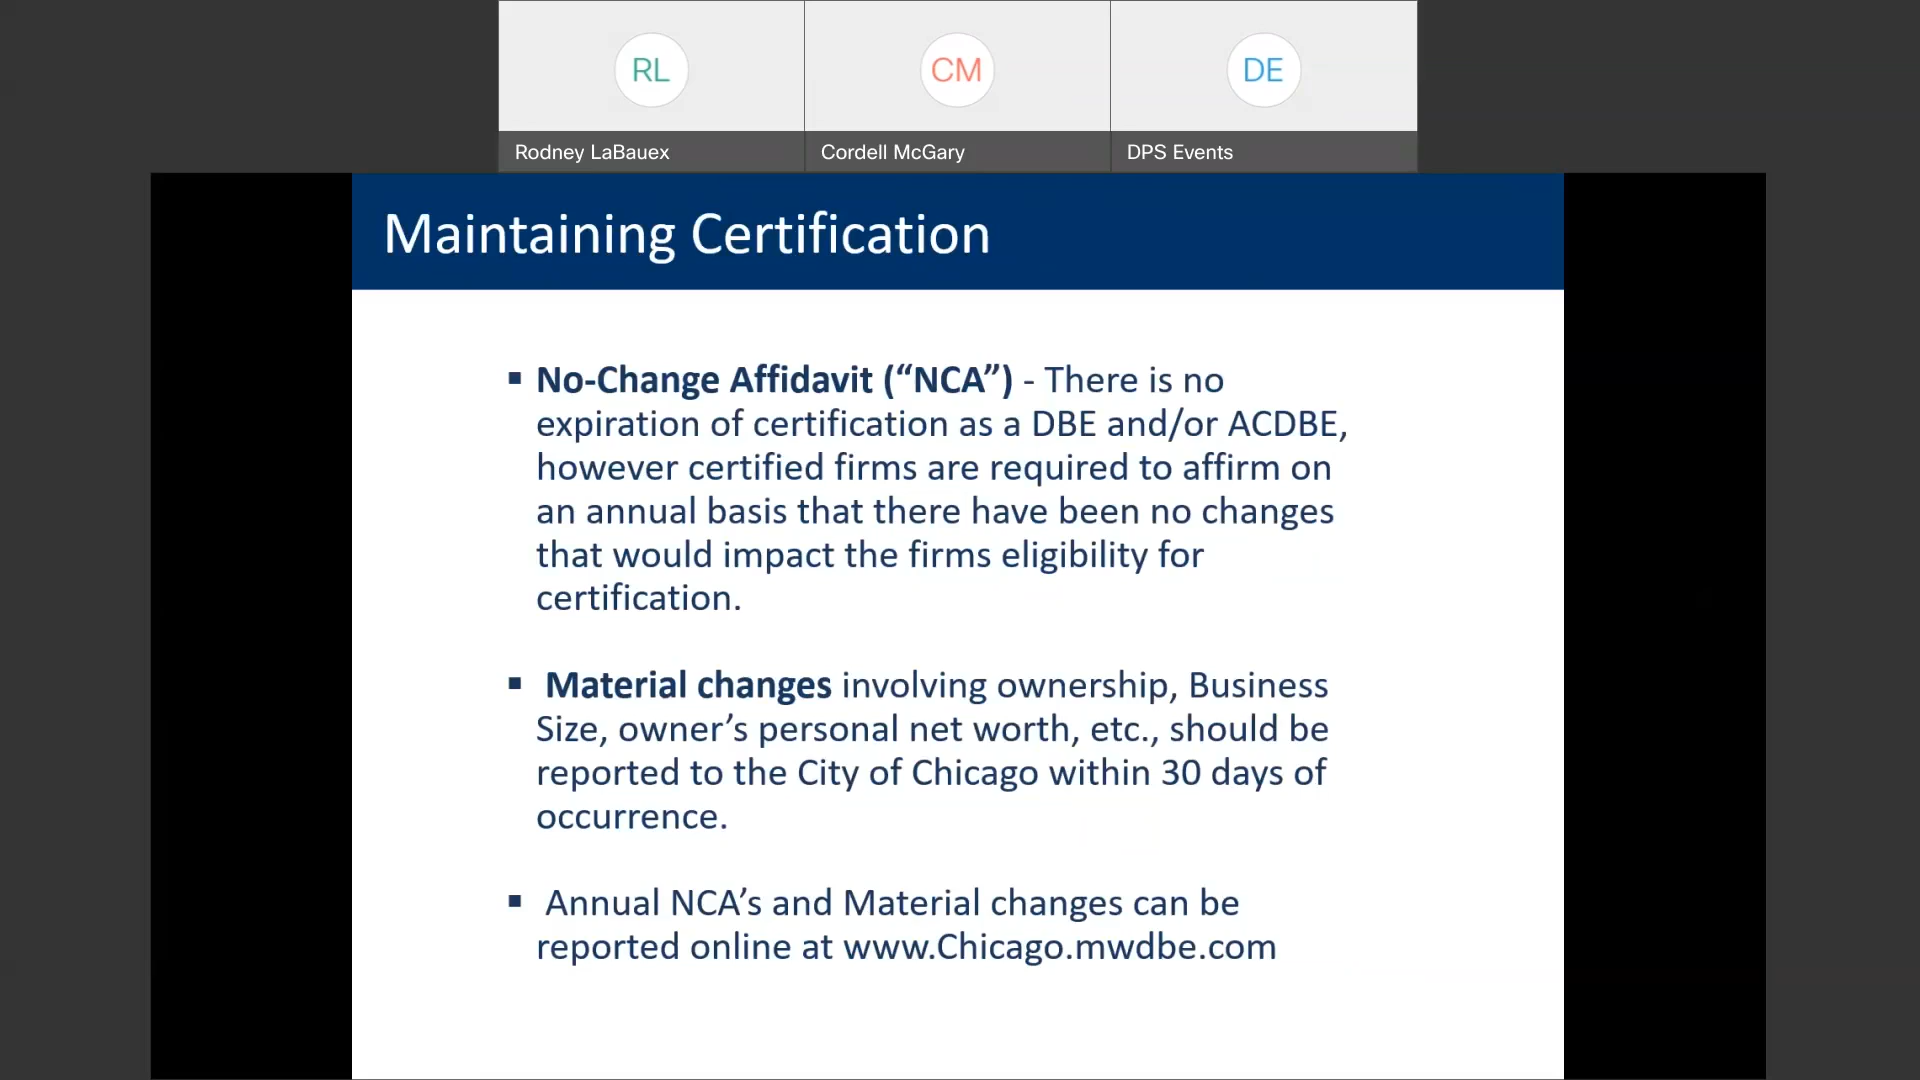 RL
CM
DE
Rodney LaBauex
Cordell McGary
DPS Events
Maintaining Certification
▪ No-Change Affidavit (“NCA”) - There is no
expiration of certification as a DBE and/or ACDBE,
however certified firms are required to affirm on
an annual basis that there have been no changes
that would impact the firms eligibility for
certification.
▪ Material changes involving ownership, Business
Size, owner’s personal net worth, etc., should be
reported to the City of Chicago within 30 days of
occurrence.
▪ Annual NCA’s and Material changes can be
reported online at www.Chicago.mwdbe.com